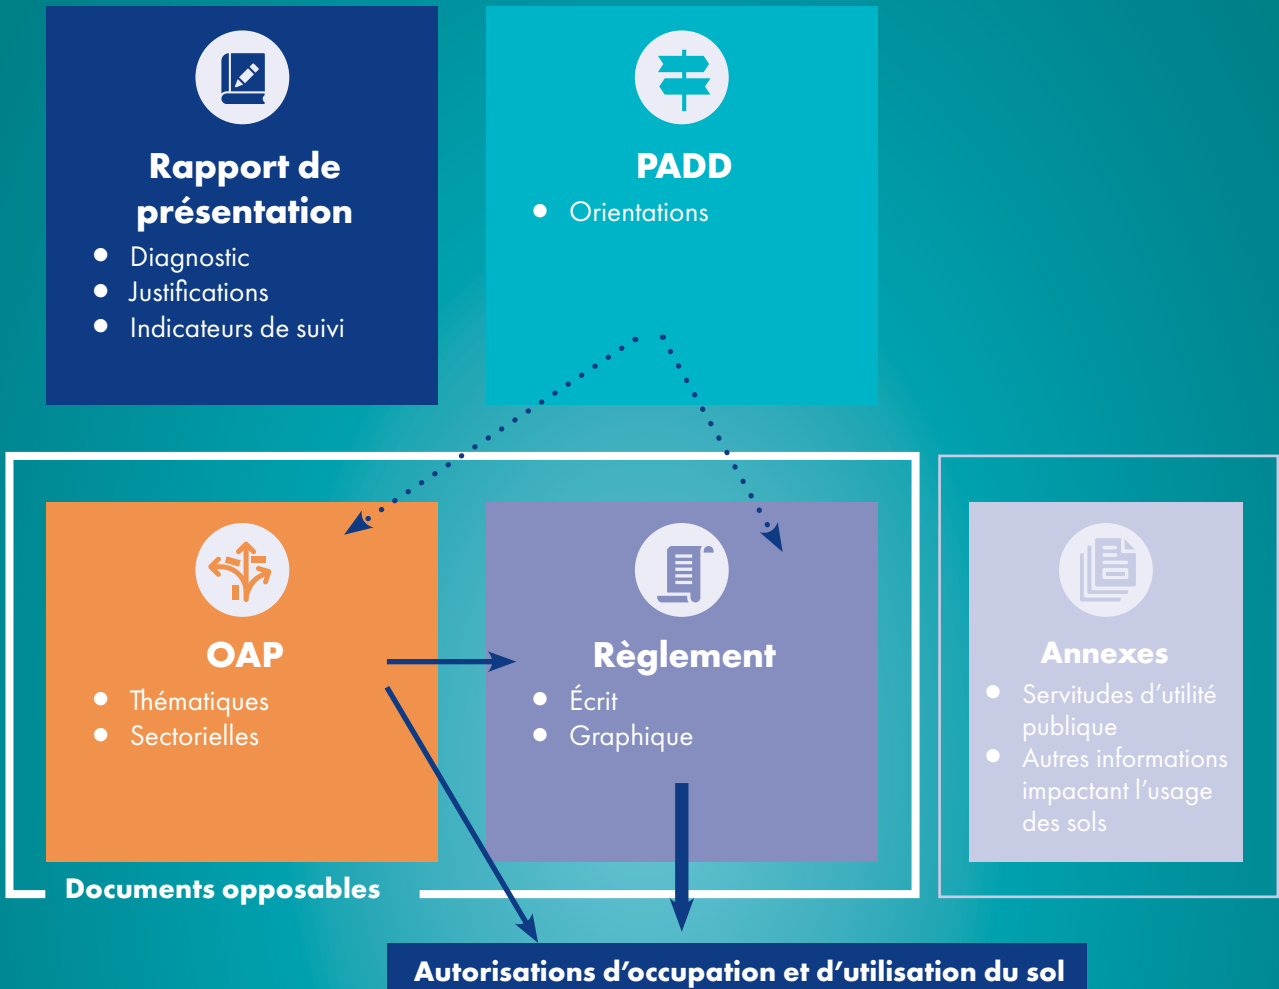 Rapport de
présentation
• Diagnostic
• Justifications
• Indicateurs de suivi
PADD
• Orientations
OAP
• Thématiques
• Sectorielles
Règlement
• Écrit
• Graphique
Annexes
• Servitudes d'utilité
publique
• Autres informations
impactant l'usage
des sols
Documents opposables
Autorisations d'occupation et d'utilisation du sol